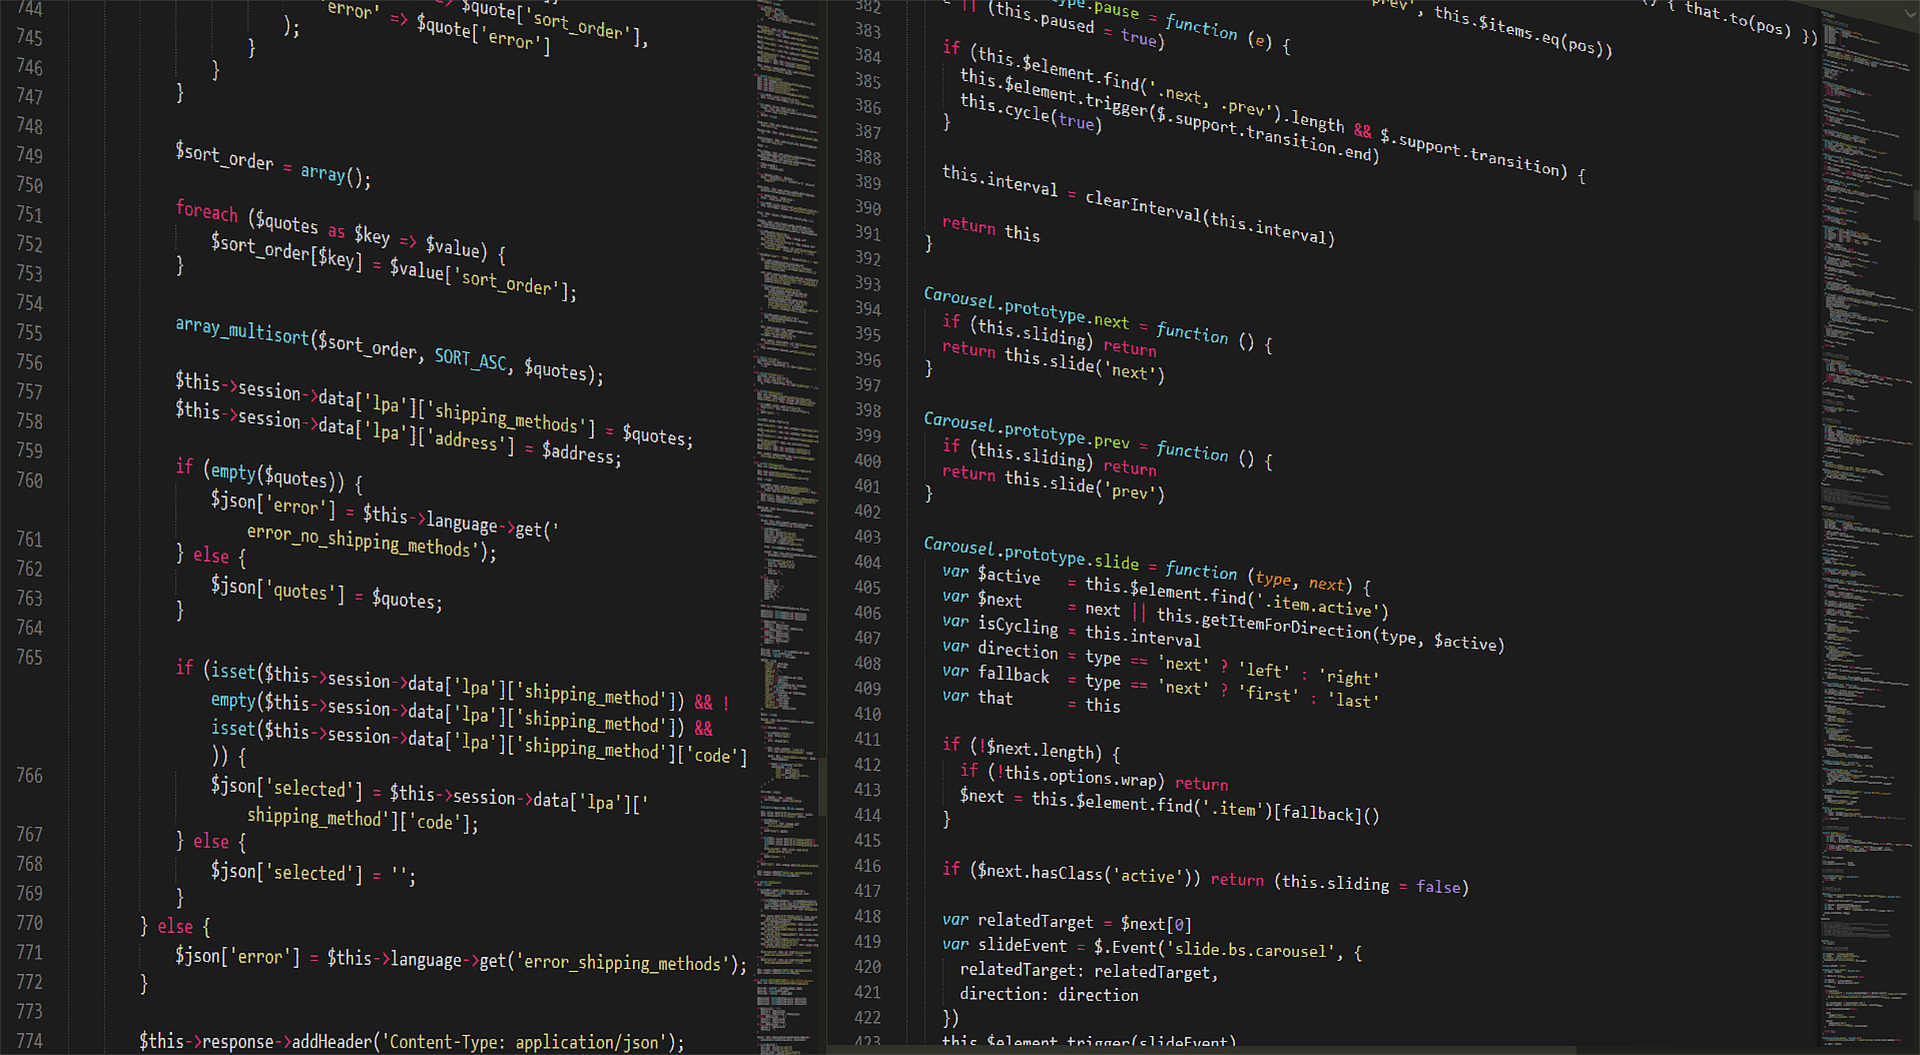 744
745
746
747
748
749
750
751
752
753
754
755
756
757
758
759
760
761
762
763
764
765
766
767
768
769
770
771
772
773
774
=> $quote['sort_order'],
'error' => $quote['error']
);
}
}
}
$sort_order = array();
foreach ($quotes as $key => $value) {
$sort_order[$key] = $value['sort_order'];
}
array_multisort($sort_order, SORT_ASC, $quotes);
$this->session->data['lpa']['shipping_methods'] = $quotes;
$this->session->data['lpa']['address'] = $address;
if (empty($quotes)) {
$json['error'] = $this->language->get('
error_no_shipping_methods');
} else {
$json['quotes'] = $quotes;
}
if (isset($this->session->data['lpa']['shipping_method']) && !
empty($this->session->data['lpa']['shipping_method']) &&
isset($this->session->data['lpa']['shipping_method']['code']
)) {
$json['selected'] = $this->session->data['lpa']['
shipping_method']['code'];
} else {
$json['selected'] = '';
}
} else {
$json['error'] = $this->language->get('error_shipping_methods');
}
$this->response->addHeader('Content-Type: application/json');
382
383
384
385
386
387
388
389
390
391
392
393
394
395
396
397
398
399
400
401
402
403
404
405
406
407
408
409
410
411
412
413
414
415
416
417
418
419
420
421
422
423
prev', this.$items.eq(pos))
{ that.to(pos) })
.pause = function (e) {
|| (this.paused = true)
if (this.$element.find('.next, .prev').length && $.support.transition) {
this.$element.trigger($.support.transition.end)
this.cycle(true)
}
this.interval = clearInterval(this.interval)
return this
}
Carousel.prototype.next = function () {
if (this.sliding) return
return this.slide('next')
}
Carousel.prototype.prev = function () {
if (this.sliding) return
return this.slide('prev')
}
Carousel.prototype.slide = function (type, next) {
var $active = this.$element.find('.item.active')
var $next = next || this.getItemForDirection(type, $active)
var isCycling = this.interval
var direction = type == 'next' ? 'left' : 'right'
var fallback = type == 'next' ? 'first' : 'last'
var that = this
if (!$next.length) {
if (!this.options.wrap) return
$next = this.$element.find('.item')[fallback]()
}
if ($next.hasClass('active')) return (this.sliding = false)
var relatedTarget = $next[0]
var slideEvent = $.Event('slide.bs.carousel', {
relatedTarget: relatedTarget,
direction: direction
})
this.$element.trigger(slideEvent)